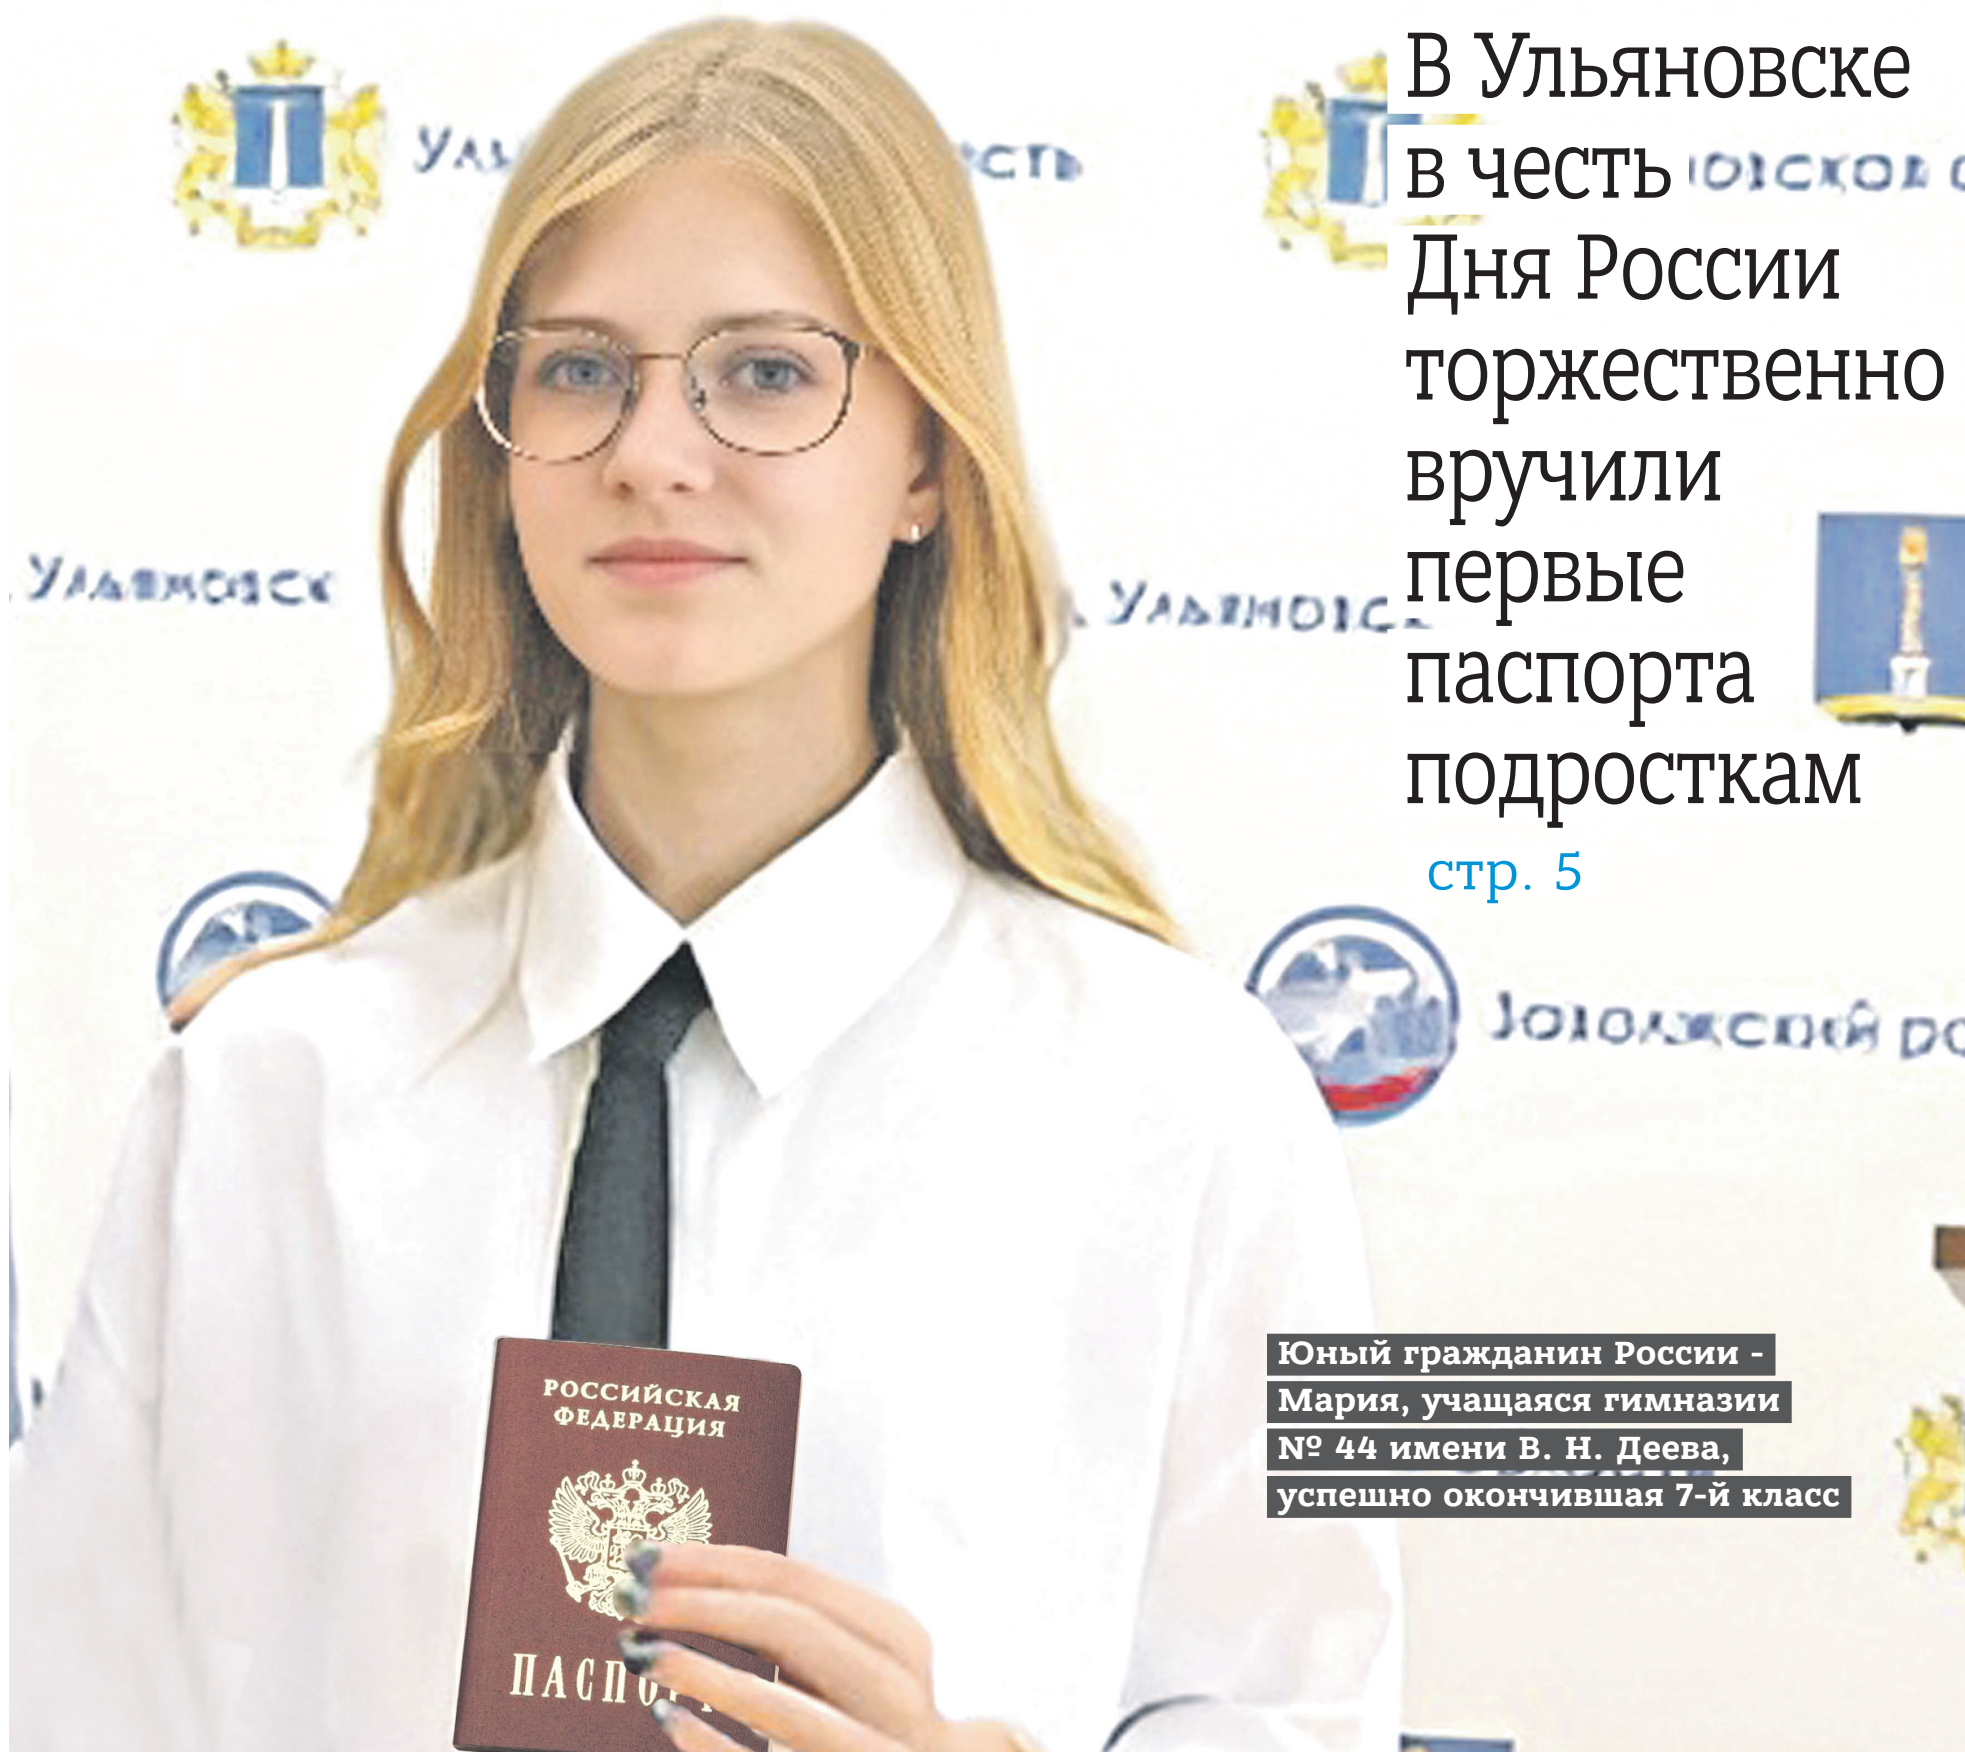 В Ульяновске
в честь
Дня России
торжественно
вручили
первые
паспорта
подросткам
стр. 5
Ульяновск
РОССИЙСКАЯ
ФЕДЕРАЦИЯ
Юный гражданин России -
Мария, учащаяся гимназии
№ 44 имени В. Н. Деева,
успешно окончившая 7-й класс